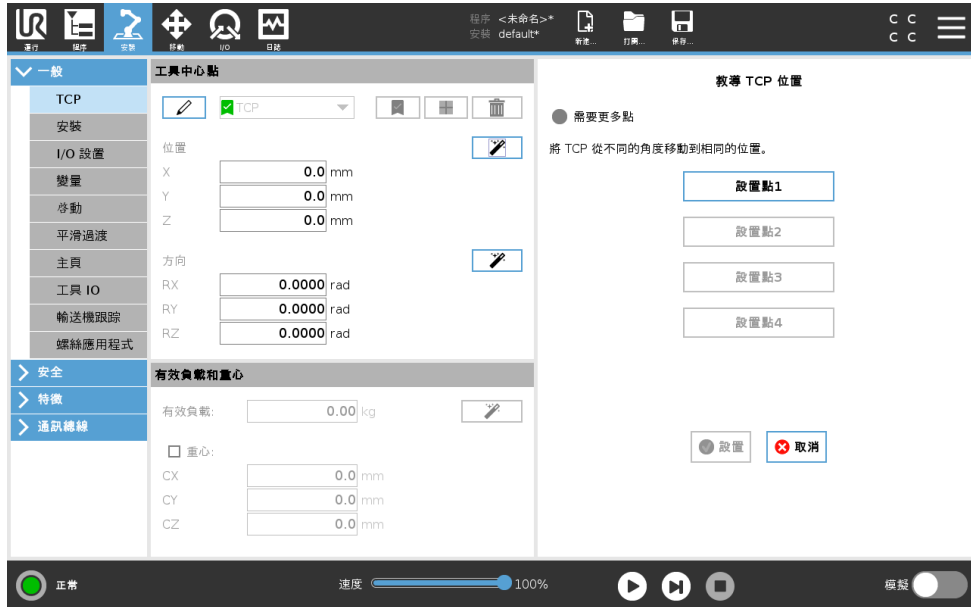 UR
運行
程序
安裝
移動
I/O
日誌
程序 <未命名>*
安裝 default*
新建...
打開...
保存...
C C
C C
一般
TCP
安裝
I/O 設置
變量
啓動
平滑過渡
主頁
工具 IO
輸送機跟踪
螺絲應用程式
安全
特徵
通訊總線
工具中心點
TCP
位置
X 0.0 mm
Y 0.0 mm
Z 0.0 mm
方向
RX 0.0000 rad
RY 0.0000 rad
RZ 0.0000 rad
有效負載和重心
有效負載: 0.00 kg
重心:
CX 0.0 mm
CY 0.0 mm
CZ 0.0 mm
教導 TCP 位置
需要更多點
將 TCP 從不同的角度移動到相同的位置。
設置點1
設置點2
設置點3
設置點4
設置
取消
正常
速度 100%
模擬